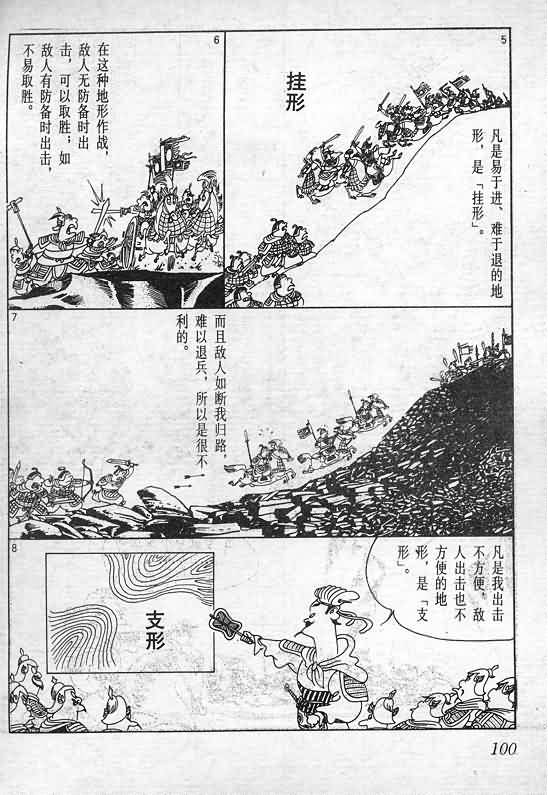 5
挂形
凡是易于进、难于退的地
形，是「挂形」。
6
在这种地形作战，
敌人无防备时出
击，可以取胜；如
敌人有防备时出击，
不易取胜。
7
而且敌人如断我归路，
难以退兵，所以是很不
利的。
8
凡是我出击
不方便，敌
人出击也不
方便的地
形，是「支
形」。
支形
100